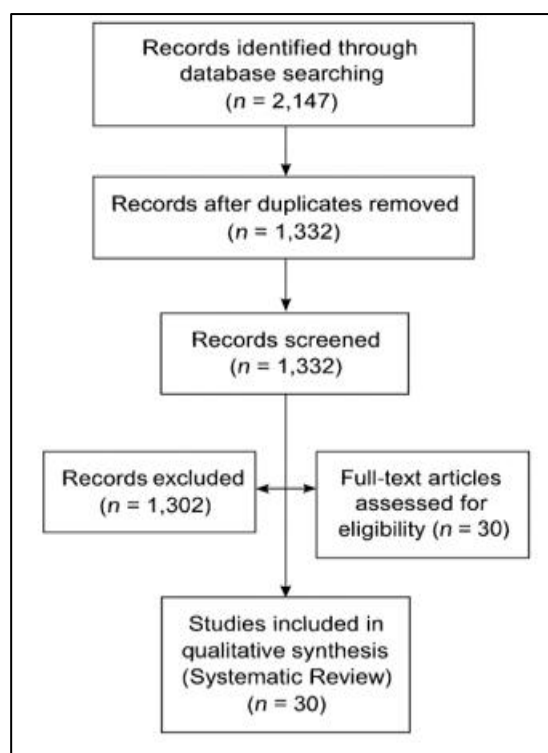 Records identified through
database searching
(n = 2,147)
Records after duplicates removed
(n = 1,332)
Records screened
(n = 1,332)
Records excluded
(n = 1,302)
Full-text articles
assessed for
eligibility (n = 30)
Studies included in
qualitative synthesis
(Systematic Review)
(n = 30)